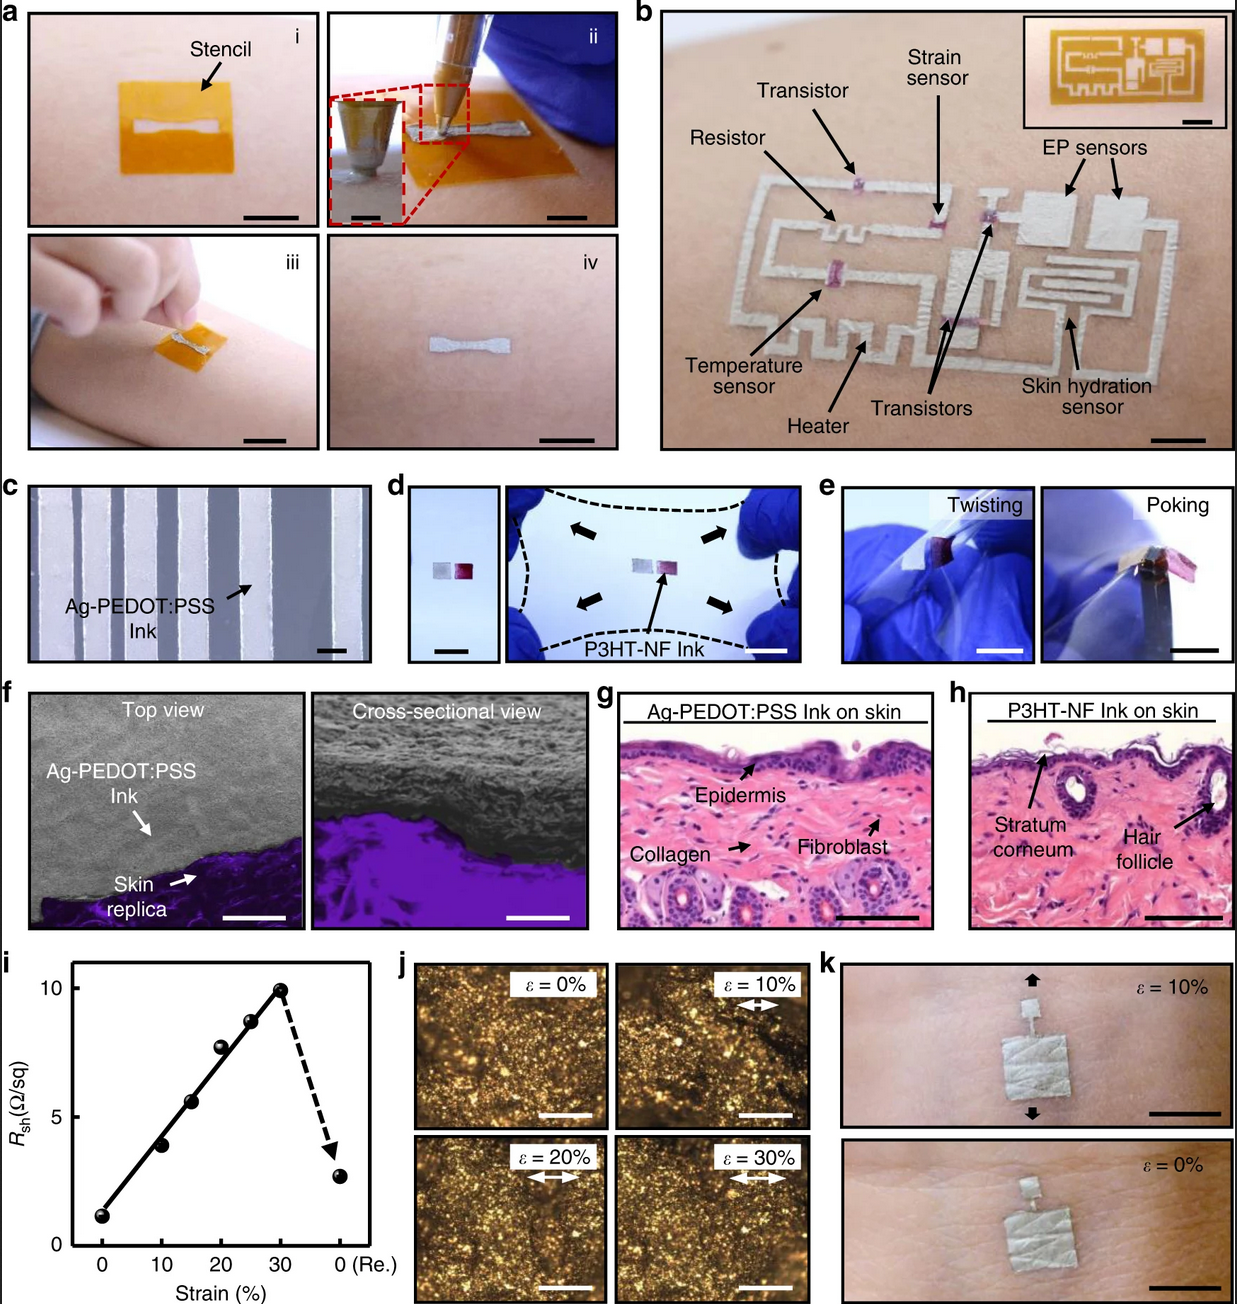 a
Stencil
i
ii
iii
iv
b
Strain
sensor
Transistor
Resistor
EP sensors
Temperature
sensor
Heater
Transistors
Skin hydration
sensor
c
Ag-PEDOT:PSS
Ink
d
P3HT-NF Ink
e
Twisting
Poking
f
Top view
Ag-PEDOT:PSS
Ink
Skin
replica
Cross-sectional view
g
Ag-PEDOT:PSS Ink on skin
Epidermis
Collagen
Fibroblast
h
P3HT-NF Ink on skin
Stratum
corneum
Hair
follicle
i
10
5
0
Rsh(Ω/sq)
0 10 20 30 0 (Re.)
Strain (%)
j
ε = 0%
ε = 10%
ε = 20%
ε = 30%
k
ε = 10%
ε = 0%